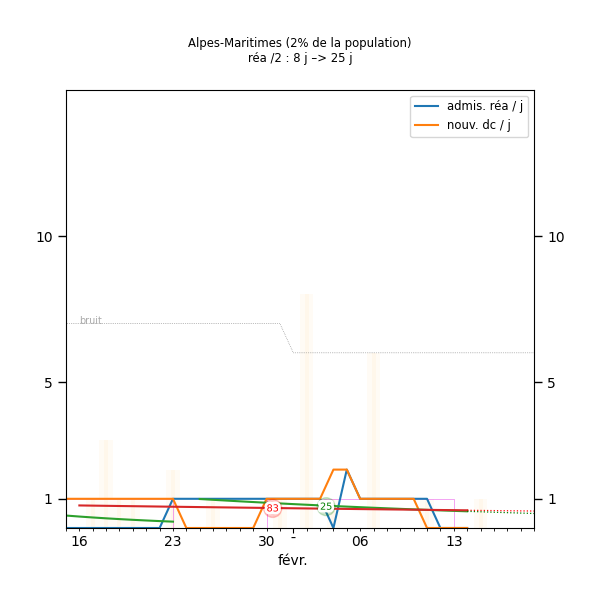 Alpes-Maritimes (2% de la population)
réa /2 : 8 j –> 25 j
admis. réa / j
nouv. dc / j
10
10
bruit
5
5
1
1
83
25
16
23
30
-
06
13
févr.